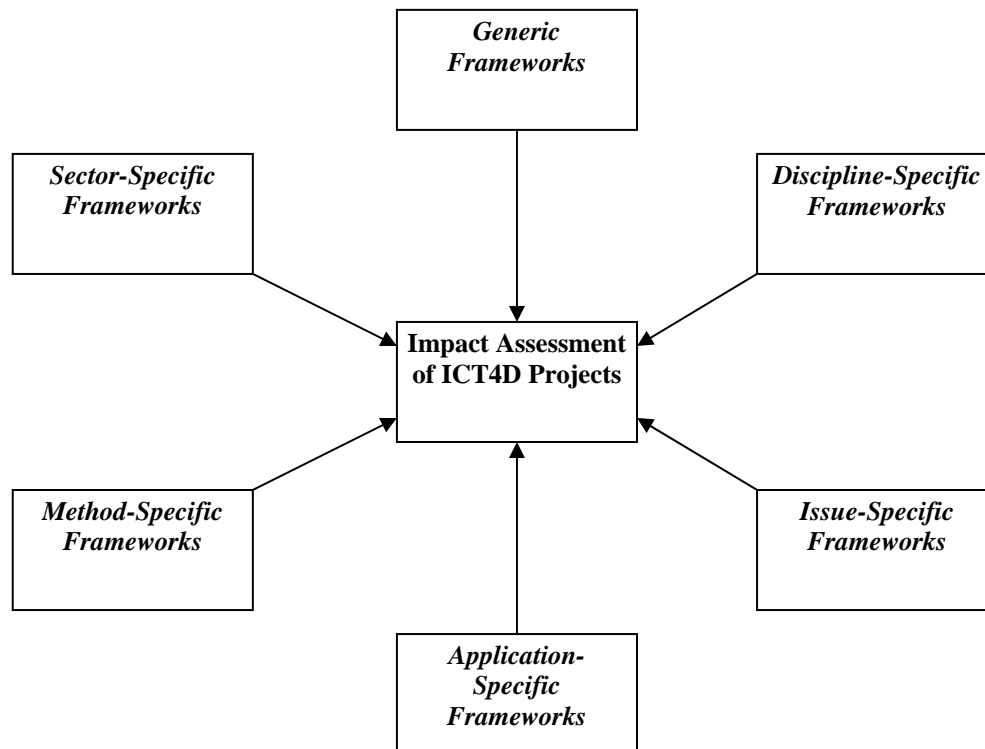 Generic
Frameworks
Sector-Specific
Frameworks
Discipline-Specific
Frameworks
Impact Assessment
of ICT4D Projects
Method-Specific
Frameworks
Issue-Specific
Frameworks
Application-
Specific
Frameworks